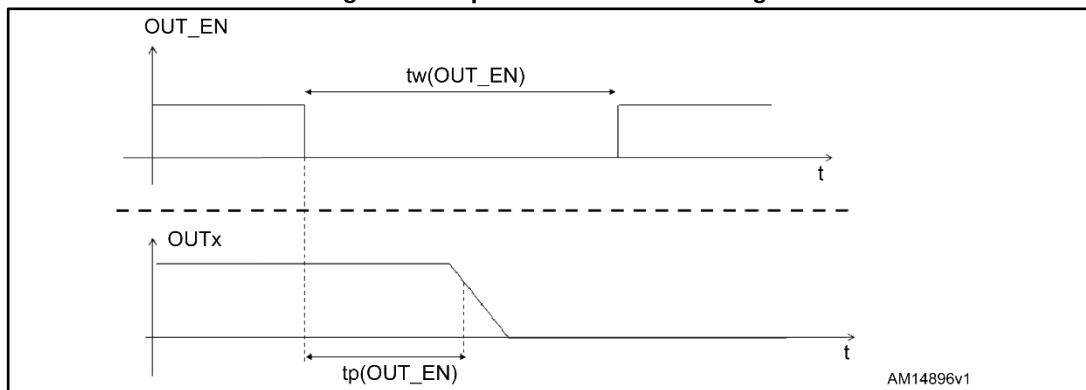 OUT_EN
tw(OUT_EN)
t
OUTx
t
tp(OUT_EN)
AM14896v1